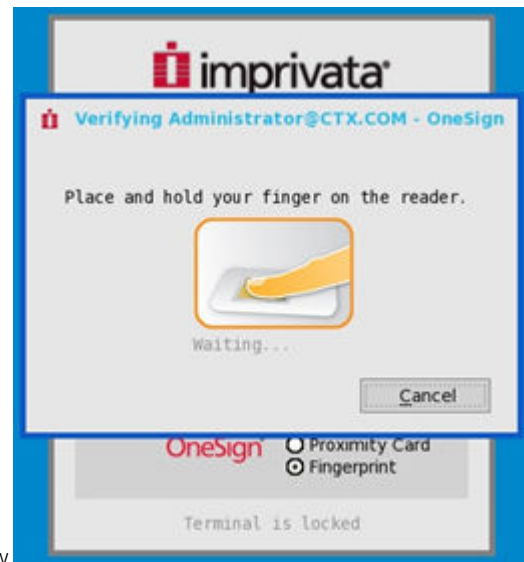 imprivata
Verifying Administrator@CTX.COM - OneSign
Place and hold your finger on the reader.
Waiting...
Cancel
OneSign Proximity Card
Fingerprint
Terminal is locked